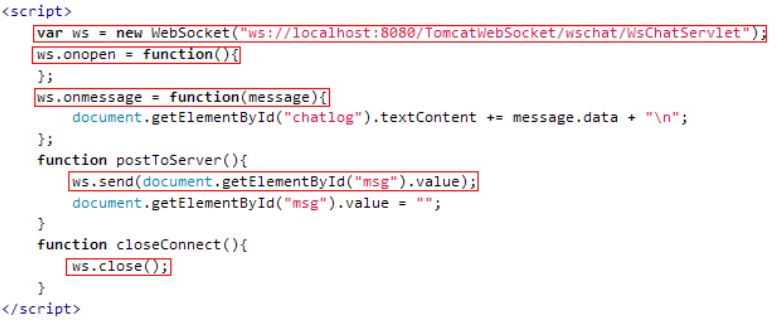 <script>
var ws = new WebSocket("ws://localhost:8080/TomcatWebSocket/wschat/WsChatServlet");
ws.onopen = function(){
};
ws.onmessage = function(message){
document.getElementById("chatlog").textContent += message.data + "\n";
};
function postToServer(){
ws.send(document.getElementById("msg").value);
document.getElementById("msg").value = "";
}
function closeConnect(){
ws.close();
}
</script>